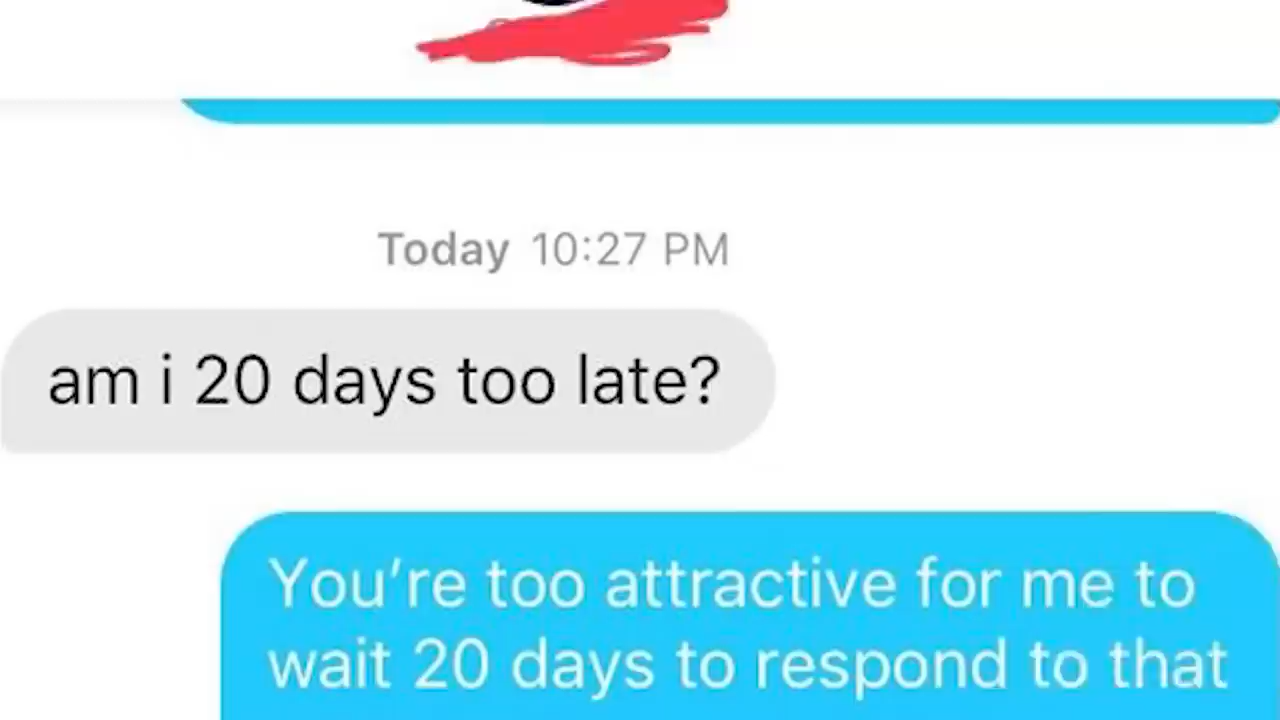 Today 10:27 PM
am i 20 days too late?
You’re too attractive for me to
wait 20 days to respond to that